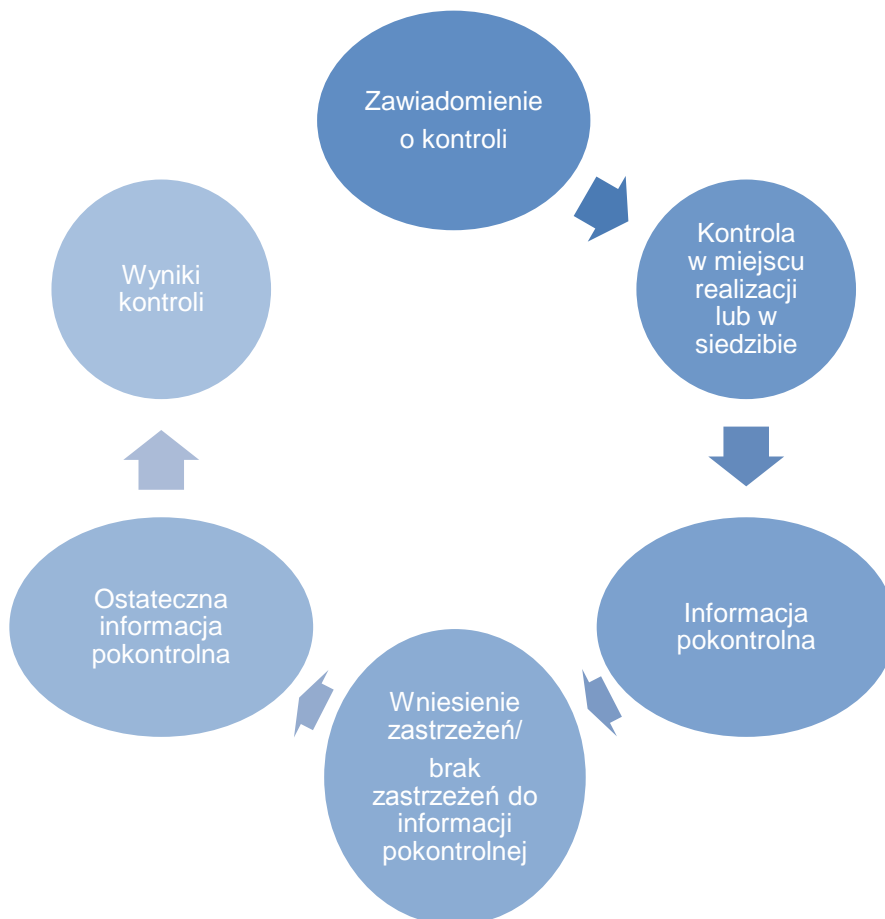 Zawiadomienie
o kontroli
Kontrola
w miejscu
realizacji
lub w
siedzibie
Informacja
pokontrolna
Wniesienie
zastrzeżeń/
brak
zastrzeżeń do
informacji
pokontrolnej
Ostateczna
informacja
pokontrolna
Wyniki
kontroli